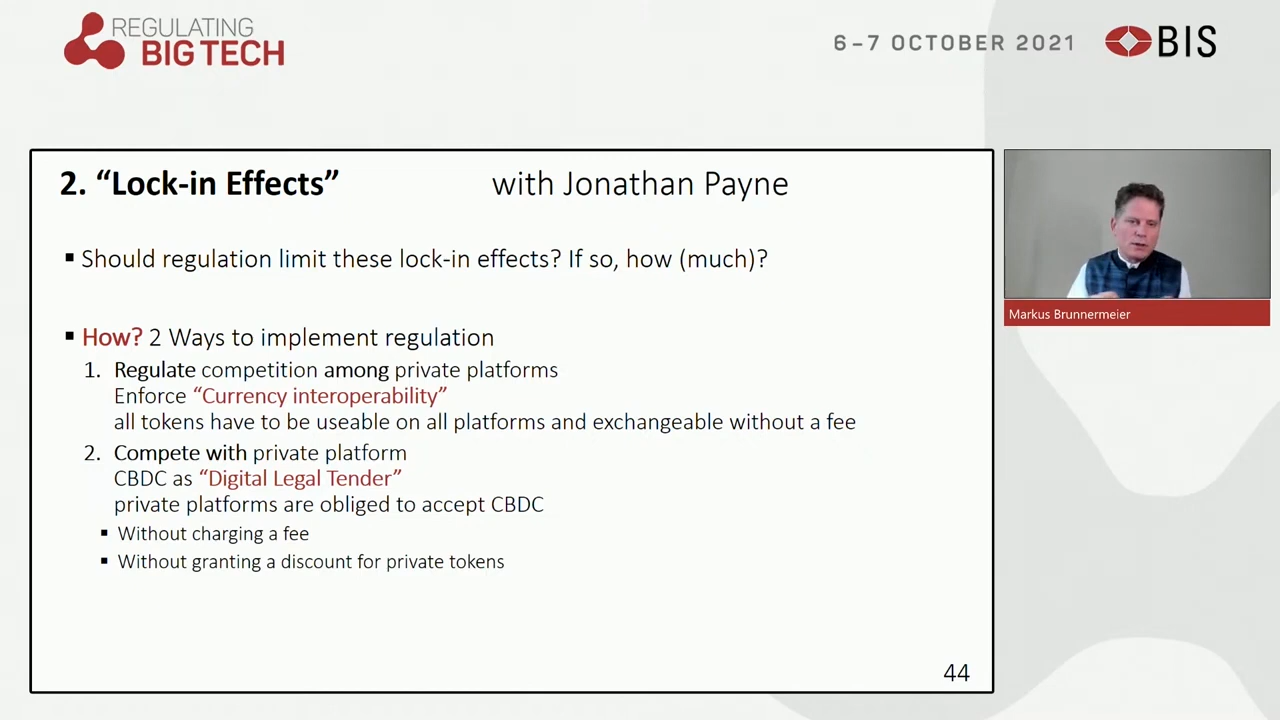 REGULATING
BIG TECH
6–7 OCTOBER 2021
BIS
2. “Lock-in Effects” with Jonathan Payne
▪ Should regulation limit these lock-in effects? If so, how (much)?
▪ How? 2 Ways to implement regulation
1. Regulate competition among private platforms
Enforce “Currency interoperability”
all tokens have to be useable on all platforms and exchangeable without a fee
2. Compete with private platform
CBDC as “Digital Legal Tender”
private platforms are obliged to accept CBDC
▪ Without charging a fee
▪ Without granting a discount for private tokens
44
Markus Brunnermeier